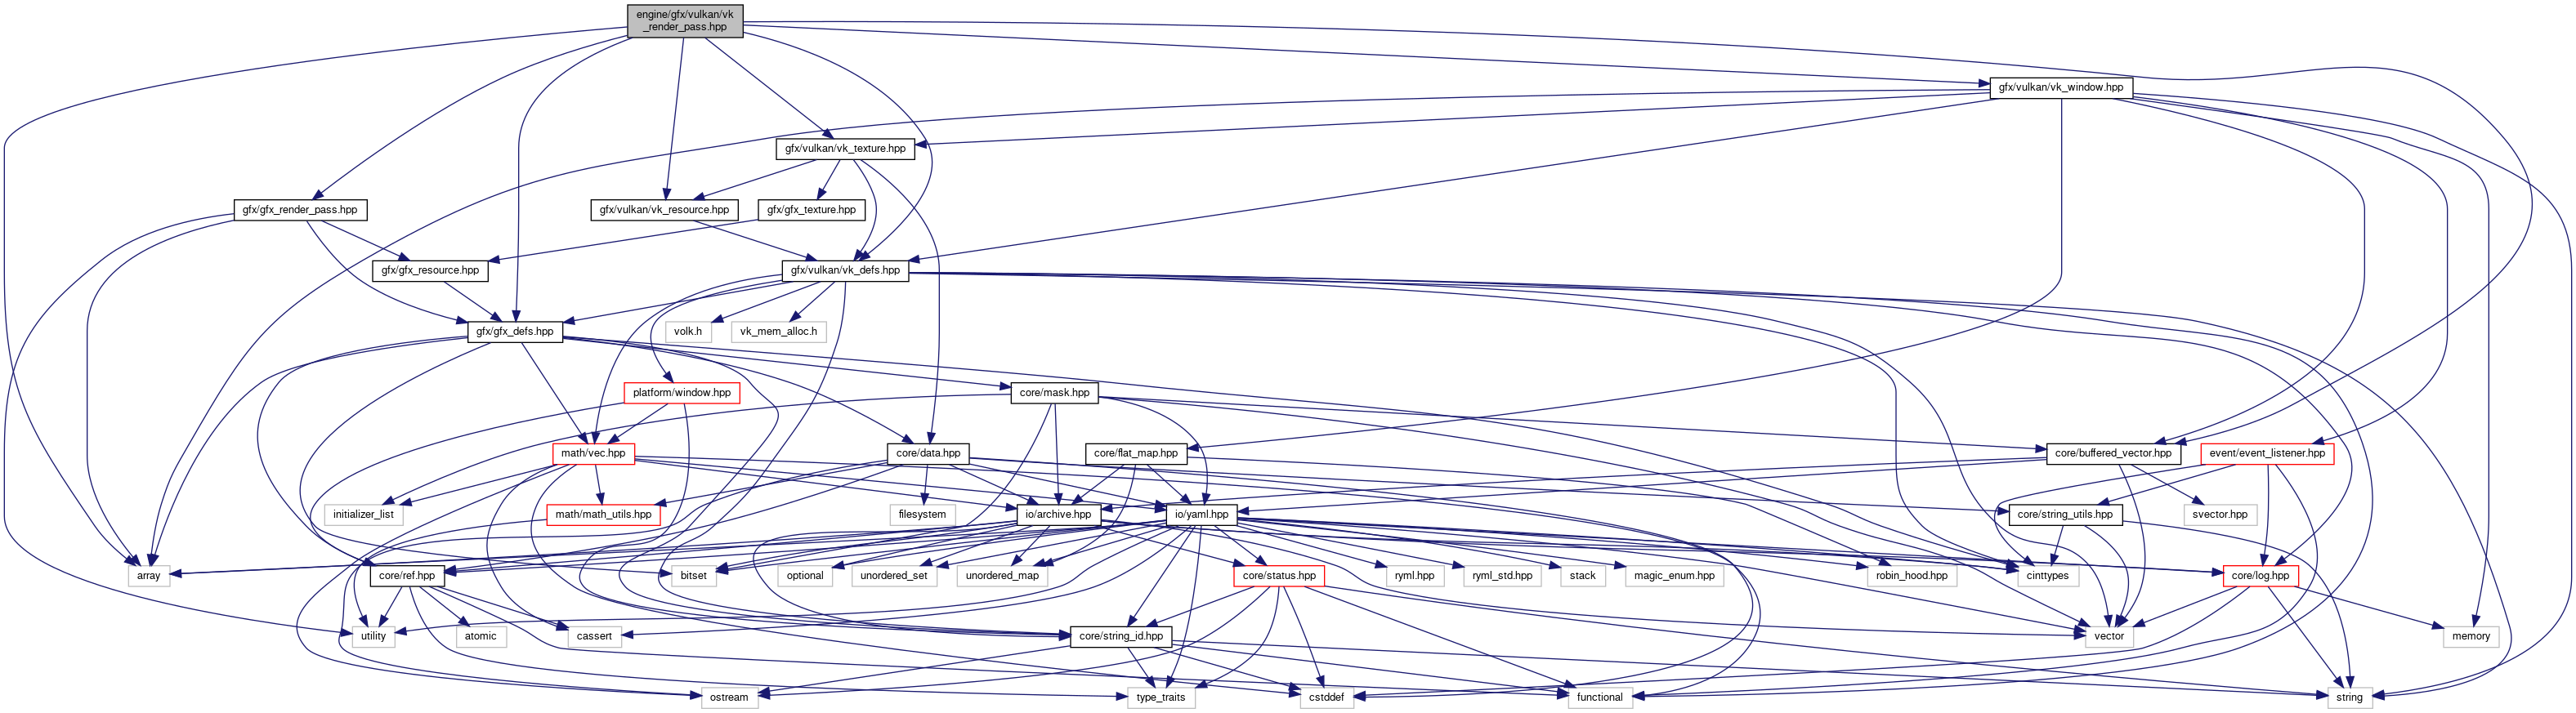 engine/gfx/vulkan/vk
_render_pass.hpp
gfx/vulkan/vk_window.hpp
gfx/vulkan/vk_texture.hpp
gfx/gfx_render_pass.hpp
gfx/vulkan/vk_resource.hpp
gfx/gfx_texture.hpp
gfx/gfx_resource.hpp
gfx/vulkan/vk_defs.hpp
gfx/gfx_defs.hpp
volk.h
vk_mem_alloc.h
platform/window.hpp
core/mask.hpp
math/vec.hpp
core/data.hpp
core/flat_map.hpp
core/buffered_vector.hpp
event/event_listener.hpp
initializer_list
math/math_utils.hpp
filesystem
io/archive.hpp
io/yaml.hpp
core/string_utils.hpp
svector.hpp
array
core/ref.hpp
bitset
optional
unordered_set
unordered_map
core/status.hpp
ryml.hpp
ryml_std.hpp
stack
magic_enum.hpp
robin_hood.hpp
cinttypes
core/log.hpp
utility
atomic
cassert
core/string_id.hpp
vector
memory
ostream
type_traits
cstddef
functional
string